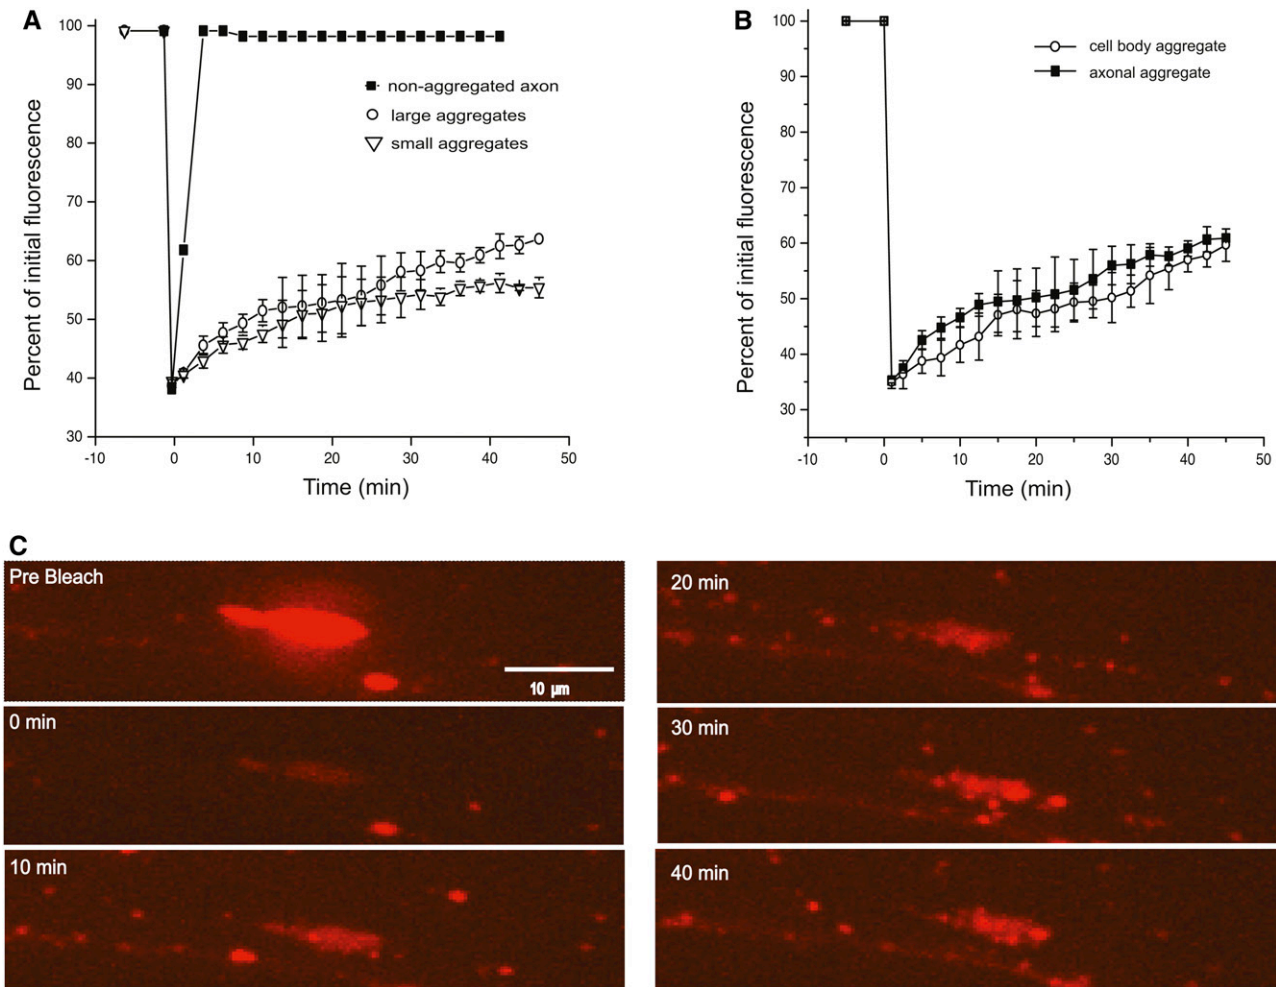 A
100
90
80
70
60
50
40
30
-10
0
10
20
30
40
50
Percent of initial fluorescence
Time (min)
non-aggregated axon
large aggregates
small aggregates
B
100
90
80
70
60
50
40
30
-10
0
10
20
30
40
50
Percent of initial fluorescence
Time (min)
cell body aggregate
axonal aggregate
C
Pre Bleach
10 µm
0 min
10 min
20 min
30 min
40 min